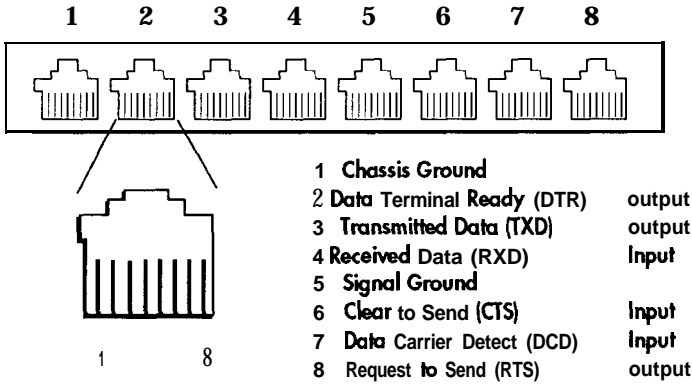 1 2 3 4 5 6 7 8
1 Chassis Ground
2 Data Terminal Ready (DTR) output
3 Transmitted Data (TXD) output
4 Received Data (RXD) Input
5 Signal Ground
6 Clear to Send (CTS) Input
7 Data Carrier Detect (DCD) Input
8 Request to Send (RTS) output
1 8